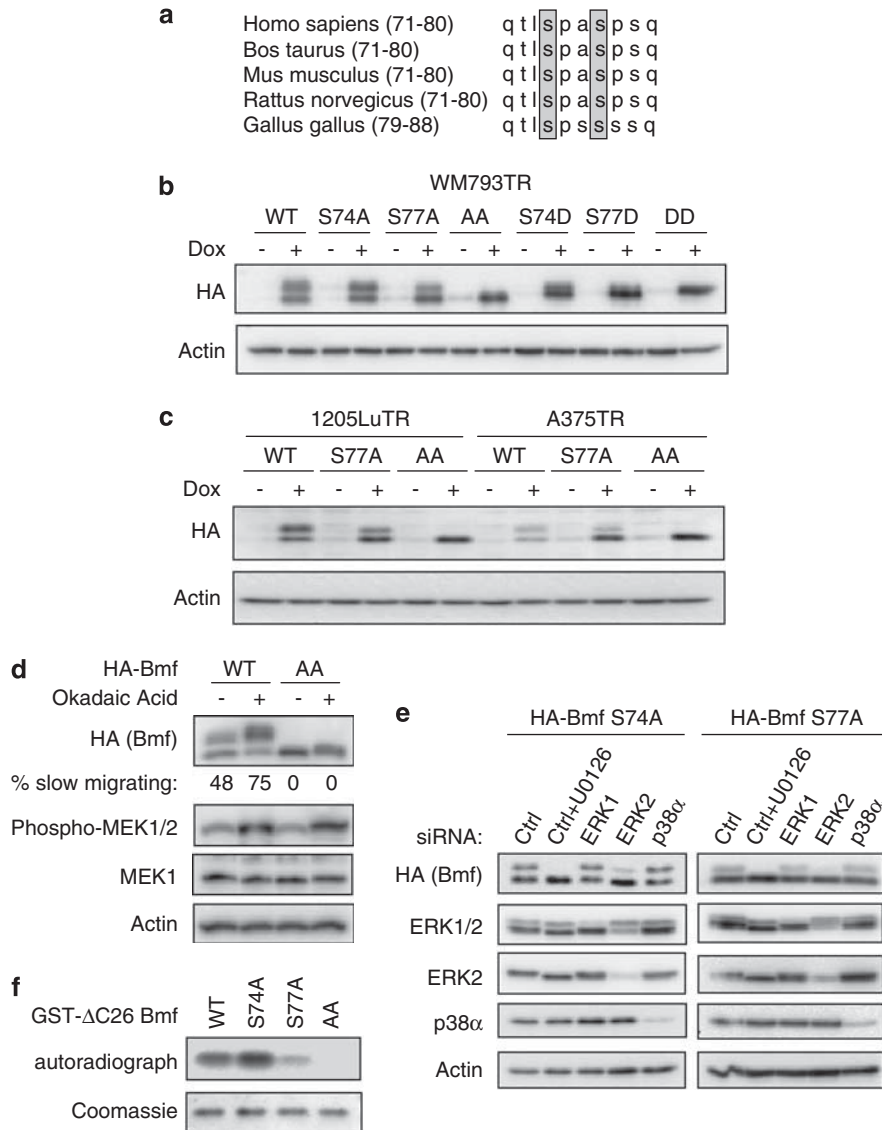 a
Homo sapiens (71-80) q t l s p a s p s q
Bos taurus (71-80) q t l s p a s p s q
Mus musculus (71-80) q t l s p a s p s q
Rattus norvegicus (71-80) q t l s p a s p s q
Gallus gallus (79-88) q t l s p s s s s q
b
WM793TR
WT S74A S77A AA S74D S77D DD
Dox - + - + - + - + - + - + - +
HA
Actin
c
1205LuTR A375TR
WT S77A AA WT S77A AA
Dox - + - + - + - + - + - +
HA
Actin
d
HA-Bmf WT AA
Okadaic Acid - + - +
HA (Bmf)
% slow migrating: 48 75 0 0
Phospho-MEK1/2
MEK1
Actin
e
HA-Bmf S74A HA-Bmf S77A
siRNA: Ctrl Ctrl+U0126 ERK1 ERK2 p38α Ctrl Ctrl+U0126 ERK1 ERK2 p38α
HA (Bmf)
ERK1/2
ERK2
p38α
Actin
f
GST-ΔC26 Bmf WT S74A S77A AA
autoradiograph
Coomassie